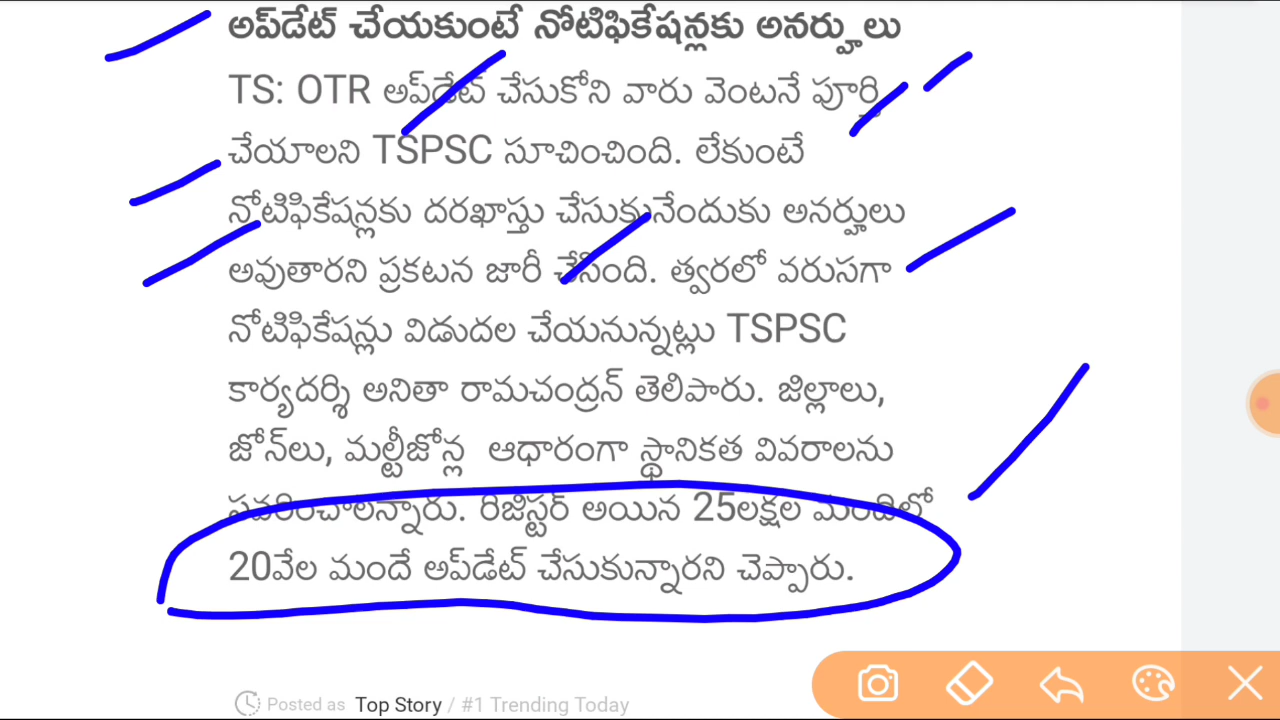 అప్‌డేట్ చేయకుంటే నోటిఫికేషన్లకు అనర్హులు
TS: OTR అప్‌డేట్ చేసుకోని వారు వెంటనే పూర్తి
చేయాలని TSPSC సూచించింది. లేకుంటే
నోటిఫికేషన్లకు దరఖాస్తు చేసుకునేందుకు అనర్హులు
అవుతారని ప్రకటన జారీ చేసింది. త్వరలో వరుసగా
నోటిఫికేషన్లు విడుదల చేయనున్నట్లు TSPSC
కార్యదర్శి అనితా రామచంద్రన్ తెలిపారు. జిల్లాలు,
జోన్‌లు, మల్టీజోన్ల ఆధారంగా స్థానికత వివరాలను
సవరించాలన్నారు. రిజిస్టర్ అయిన 25లక్షల మందిలో
20వేల మందే అప్‌డేట్ చేసుకున్నారని చెప్పారు.
Posted as Top Story / #1 Trending Today